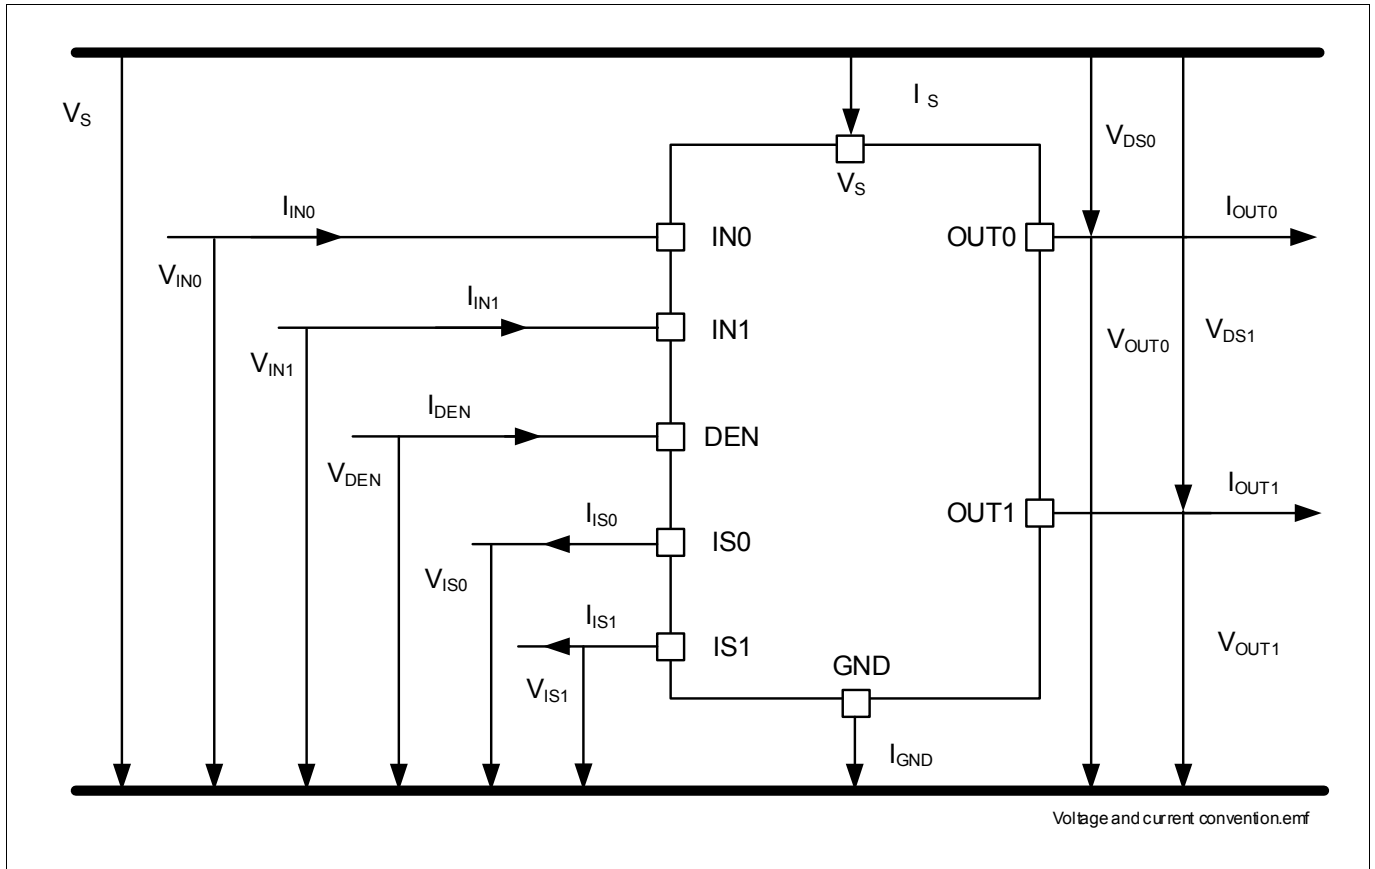 V_S
I_S
V_DS0
V_S
I_IN0
I_OUT0
IN0
OUT0
V_IN0
I_IN1
IN1
V_OUT0
V_DS1
V_IN1
I_DEN
DEN
V_DEN
I_OUT1
OUT1
I_IS0
IS0
V_IS0
I_IS1
IS1
V_OUT1
GND
V_IS1
I_GND
Voltage and current convention.emf